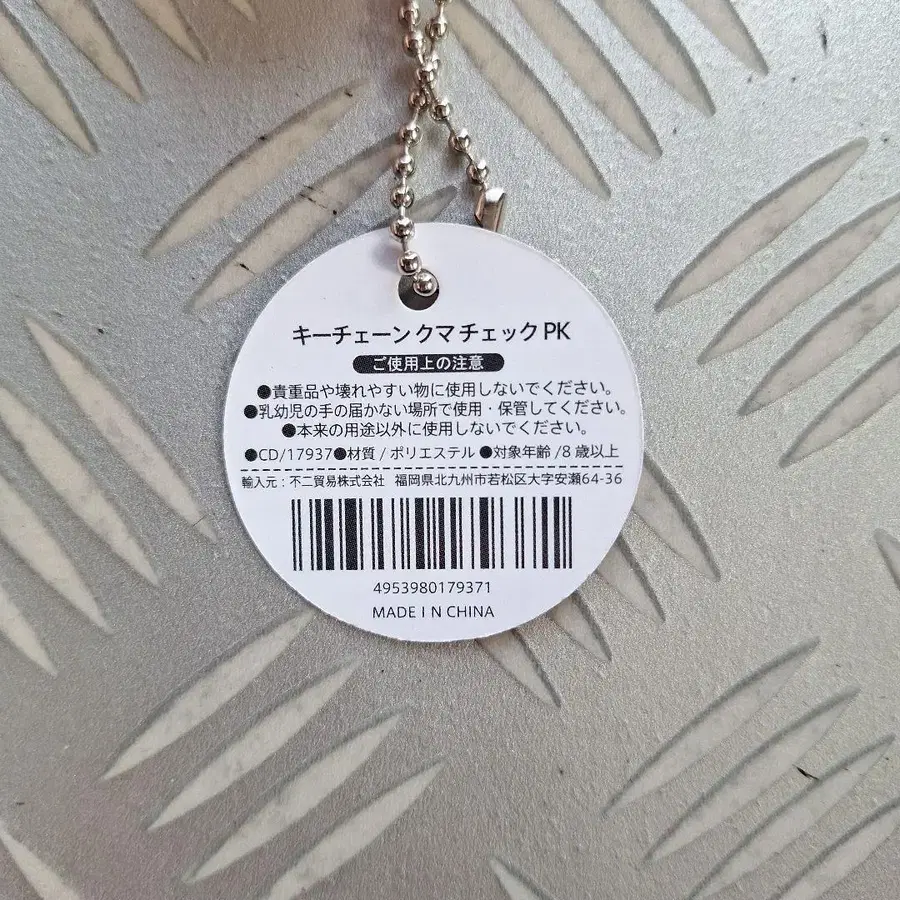 キーチェーン クマ チェック PK
ご使用上の注意
●貴重品や壊れやすい物に使用しないでください。
●乳幼児の手の届かない場所で使用・保管してください。
●本来の用途以外に使用しないでください。
●CD/17937●材質 / ポリエステル ●対象年齢 /8 歳以上
輸入元：不二貿易株式会社 福岡県北九州市若松区大字安瀬64-36
4953980179371
MADE I N CHINA